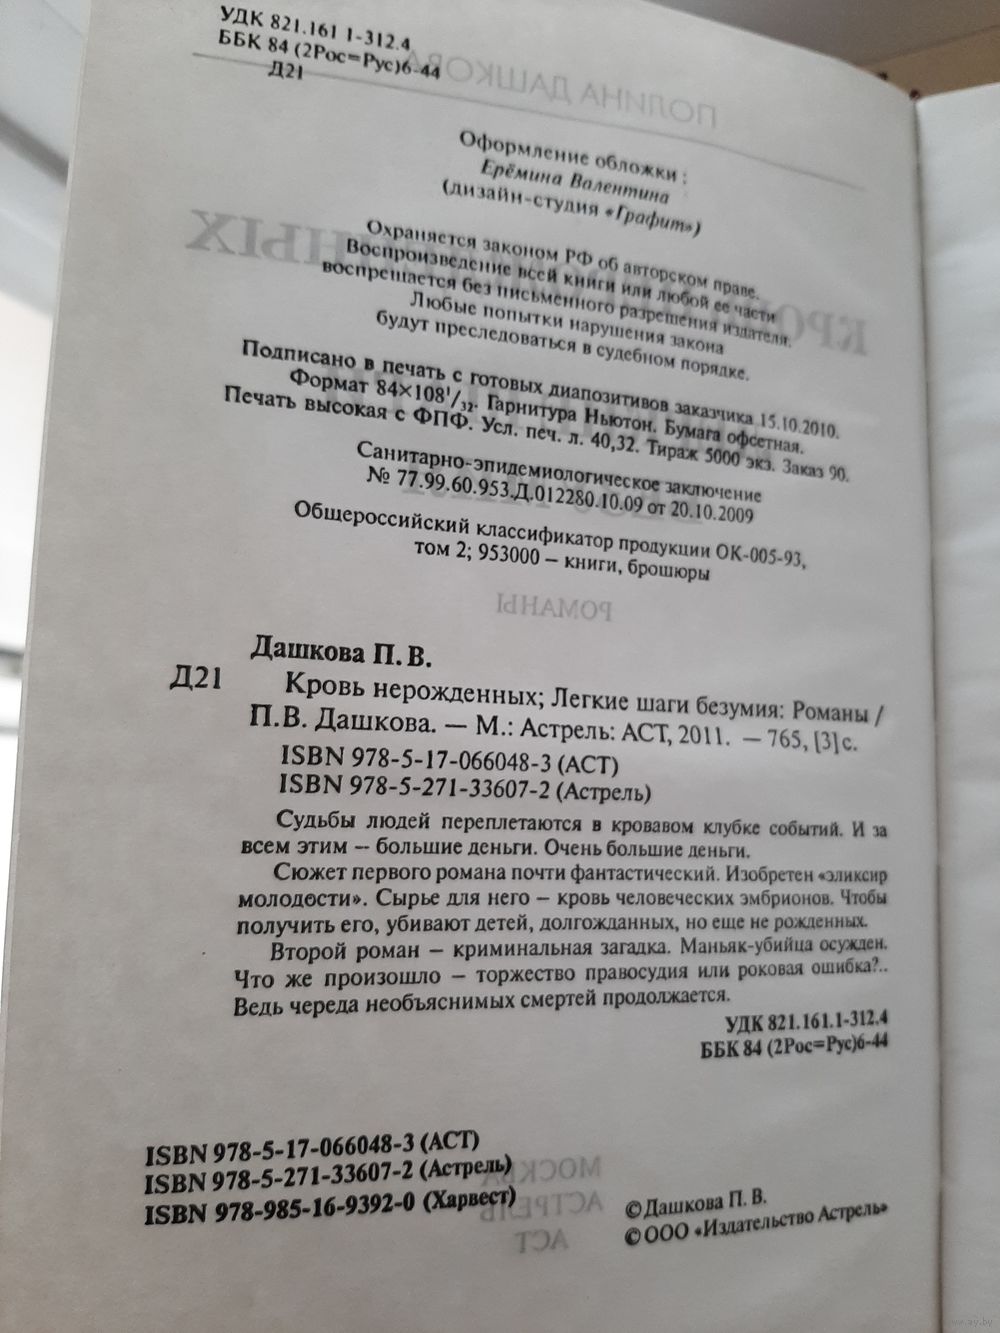 УДК 821.161 1-312.4
ББК 84 (2Рос=Рус)6-44
Д21
ПОЛИНА ДАШКОВА
Оформление обложки :
Ерёмина Валентина
(дизайн-студия «Графит»)
Охраняется законом РФ об авторском праве.
Воспроизведение всей книги или любой ее части
воспрещается без письменного разрешения издателя.
Любые попытки нарушения закона
будут преследоваться в судебном порядке.
Подписано в печать с готовых диапозитивов заказчика 15.10.2010.
Формат 84×108¹/₃₂. Гарнитура Ньютон. Бумага офсетная.
Печать высокая с ФПФ. Усл. печ. л. 40,32. Тираж 5000 экз. Заказ 90.
Санитарно-эпидемиологическое заключение
№ 77.99.60.953.Д.012280.10.09 от 20.10.2009
Общероссийский классификатор продукции ОК-005-93,
том 2; 953000 – книги, брошюры
РОМАНЫ
Дашкова П. В.
Д21 Кровь нерожденных; Легкие шаги безумия: Романы /
П.В. Дашкова. — М.: Астрель: АСТ, 2011. — 765, [3] с.
ISBN 978-5-17-066048-3 (АСТ)
ISBN 978-5-271-33607-2 (Астрель)
Судьбы людей переплетаются в кровавом клубке событий. И за
всем этим – большие деньги. Очень большие деньги.
Сюжет первого романа почти фантастический. Изобретен «эликсир
молодости». Сырье для него – кровь человеческих эмбрионов. Чтобы
получить его, убивают детей, долгожданных, но еще не рожденных.
Второй роман – криминальная загадка. Маньяк-убийца осужден.
Что же произошло – торжество правосудия или роковая ошибка?..
Ведь череда необъяснимых смертей продолжается.
УДК 821.161.1-312.4
ББК 84 (2Рос=Рус)6-44
ISBN 978-5-17-066048-3 (АСТ)
ISBN 978-5-271-33607-2 (Астрель)
ISBN 978-985-16-9392-0 (Харвест)
МОСКВА
АСТРЕЛЬ
АСТ
© Дашкова П. В.
© ООО «Издательство Астрель»